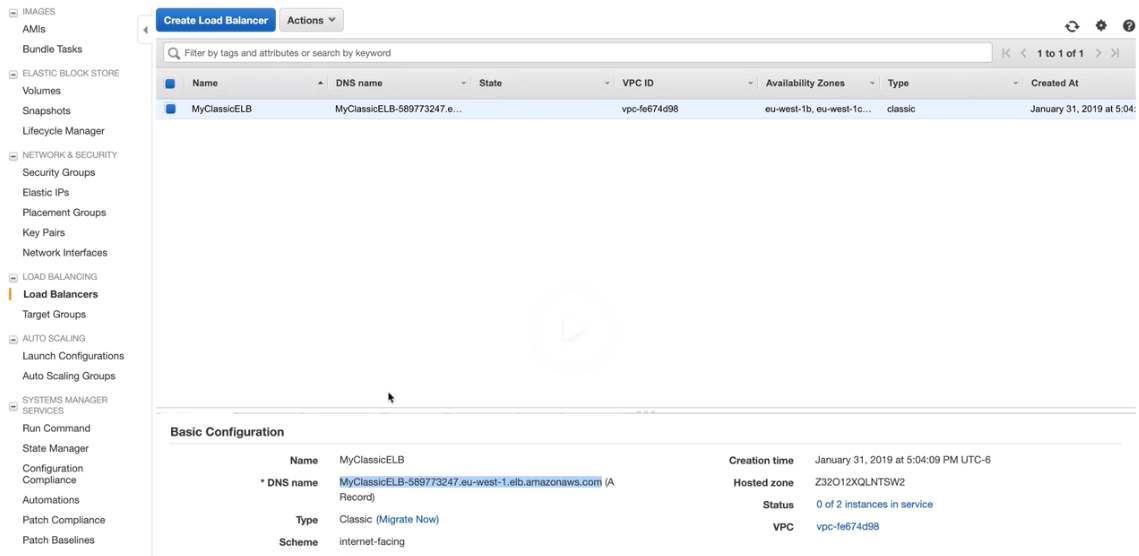 IMAGES
AMIs
Bundle Tasks
ELASTIC BLOCK STORE
Volumes
Snapshots
Lifecycle Manager
NETWORK & SECURITY
Security Groups
Elastic IPs
Placement Groups
Key Pairs
Network Interfaces
LOAD BALANCING
Load Balancers
Target Groups
AUTO SCALING
Launch Configurations
Auto Scaling Groups
SYSTEMS MANAGER
SERVICES
Run Command
State Manager
Configuration
Compliance
Automations
Patch Compliance
Patch Baselines
Create Load Balancer Actions
Filter by tags and attributes or search by keyword 1 to 1 of 1
Name DNS name State VPC ID Availability Zones Type Created At
MyClassicELB MyClassicELB-589773247.e... vpc-fe674d98 eu-west-1b, eu-west-1c... classic January 31, 2019 at 5:04:
Basic Configuration
Name MyClassicELB
* DNS name MyClassicELB-589773247.eu-west-1.elb.amazonaws.com (A
Record)
Type Classic (Migrate Now)
Scheme internet-facing
Creation time January 31, 2019 at 5:04:09 PM UTC-6
Hosted zone Z32O12XQLNTSW2
Status 0 of 2 instances in service
VPC vpc-fe674d98